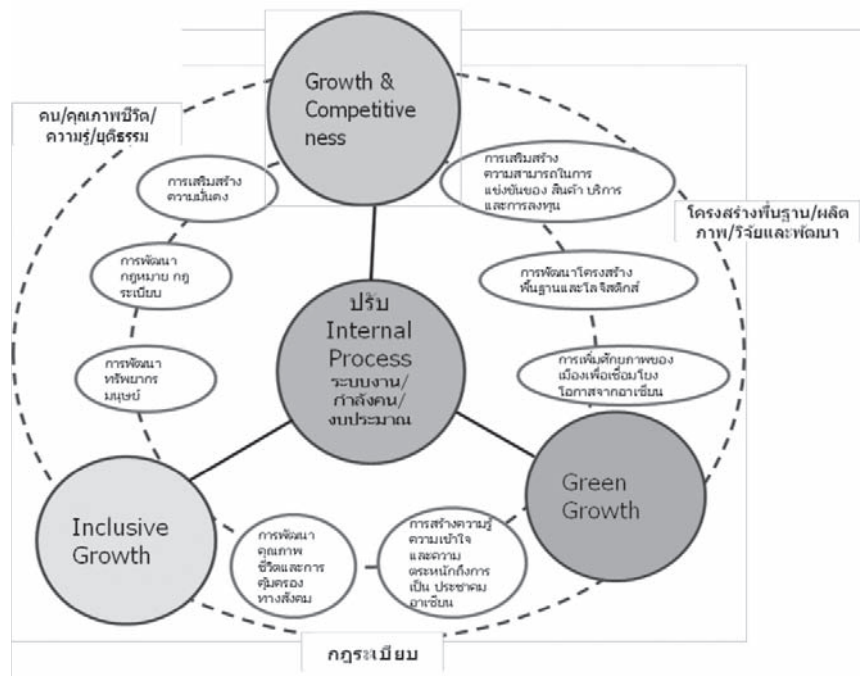 Growth &
Competitive
ness
คน/คุณภาพชีวิต/
ความรู้/ยุติธรรม
การเสริมสร้าง
ความมั่นคง
การเสริมสร้าง
ความสามารถในการ
แข่งขันของ สินค้า บริการ
และการลงทุน
โครงสร้างพื้นฐาน/ผลิต
ภาพ/วิจัยและพัฒนา
การพัฒนา
กฎหมาย กฎ
ระเบียบ
การพัฒนาโครงสร้าง
พื้นฐานและโลจิสติกส์
ปรับ
Internal
Process
ระบบงาน/
กำลังคน/
งบประมาณ
การพัฒนา
ทรัพยากร
มนุษย์
การเพิ่มศักยภาพของ
เมืองเพื่อเชื่อมโยง
โอกาสจากอาเซียน
Inclusive
Growth
Green
Growth
การพัฒนา
คุณภาพ
ชีวิตและการ
คุ้มครอง
ทางสังคม
การสร้างความรู้
ความเข้าใจ
และความ
ตระหนักถึงการ
เป็น ประชาคม
อาเซียน
กฎระเบียบ